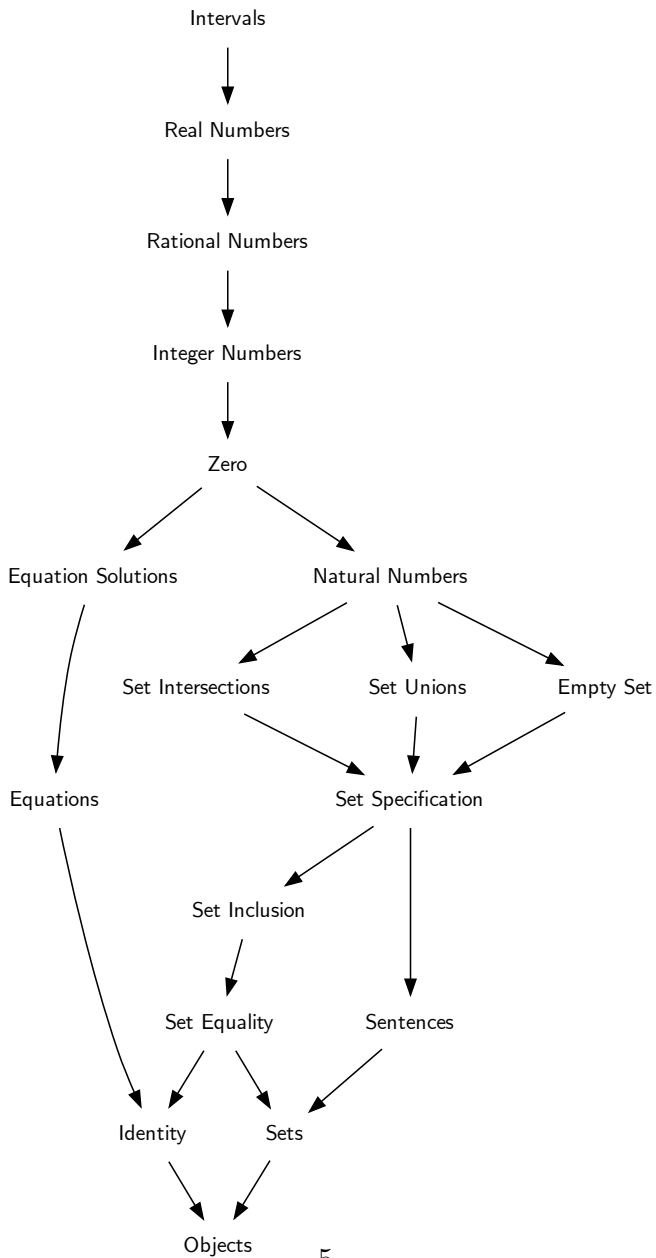 Intervals
Real Numbers
Rational Numbers
Integer Numbers
Zero
Equation Solutions
Natural Numbers
Set Intersections
Set Unions
Empty Set
Equations
Set Specification
Set Inclusion
Set Equality
Sentences
Identity
Sets
Objects
5